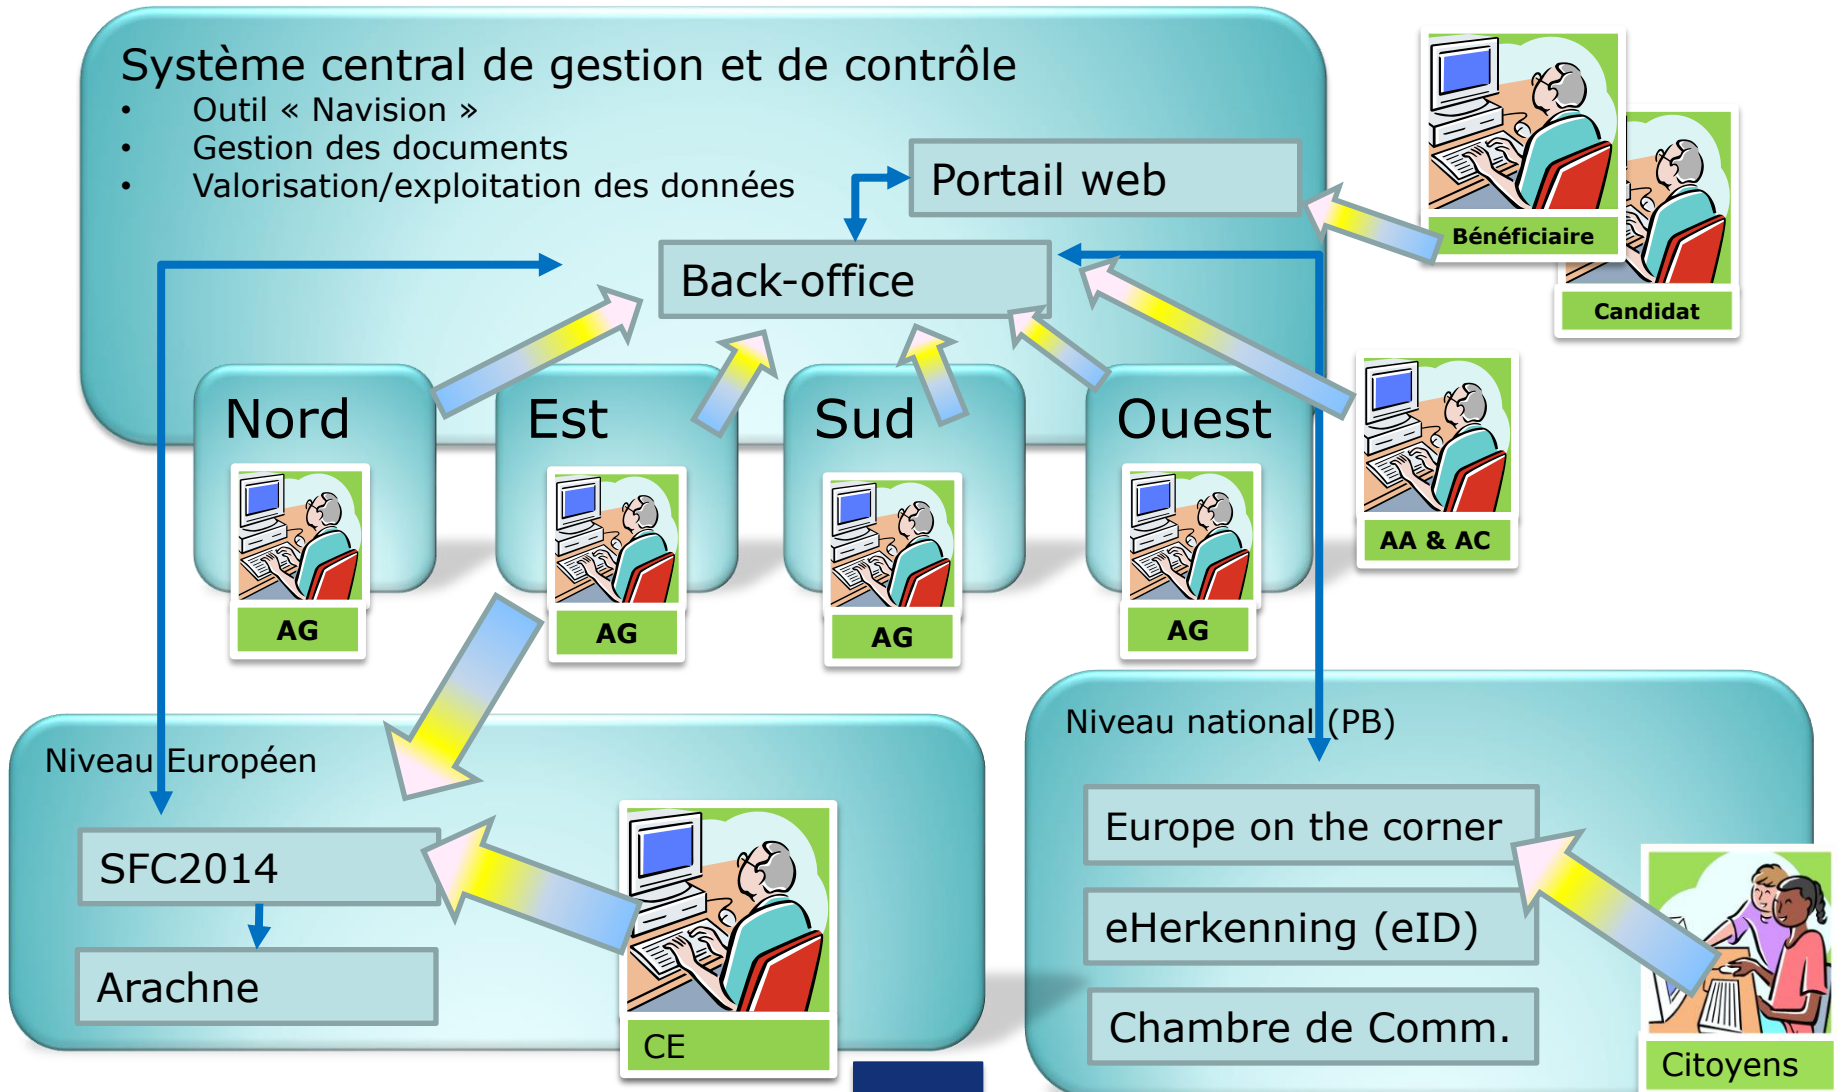 Système central de gestion et de contrôle
• Outil « Navision »
• Gestion des documents
• Valorisation/exploitation des données
Portail web
Back-office
Bénéficiaire
Candidat
Nord
Est
Sud
Ouest
AG
AG
AG
AG
AA & AC
Niveau Européen
SFC2014
Arachne
CE
Niveau national (PB)
Europe on the corner
eHerkenning (eID)
Chambre de Comm.
Citoyens